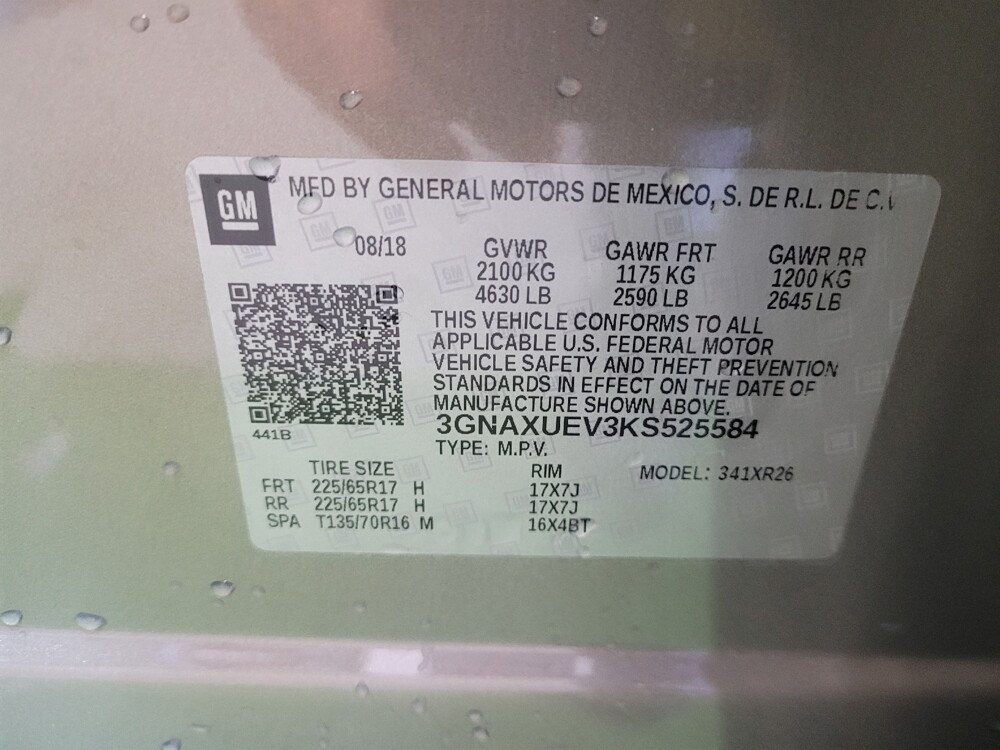 GM
MFD BY GENERAL MOTORS DE MEXICO, S. DE R.L. DE C.V
08/18 GVWR GAWR FRT GAWR RR
2100 KG 1175 KG 1200 KG
4630 LB 2590 LB 2645 LB
THIS VEHICLE CONFORMS TO ALL
APPLICABLE U.S. FEDERAL MOTOR
VEHICLE SAFETY AND THEFT PREVENTION
STANDARDS IN EFFECT ON THE DATE OF
MANUFACTURE SHOWN ABOVE.
441B
3GNAXUEV3KS525584
TYPE: M.P.V.
TIRE SIZE RIM MODEL: 341XR26
FRT 225/65R17 H 17X7J
RR 225/65R17 H 17X7J
SPA T135/70R16 M 16X4BT